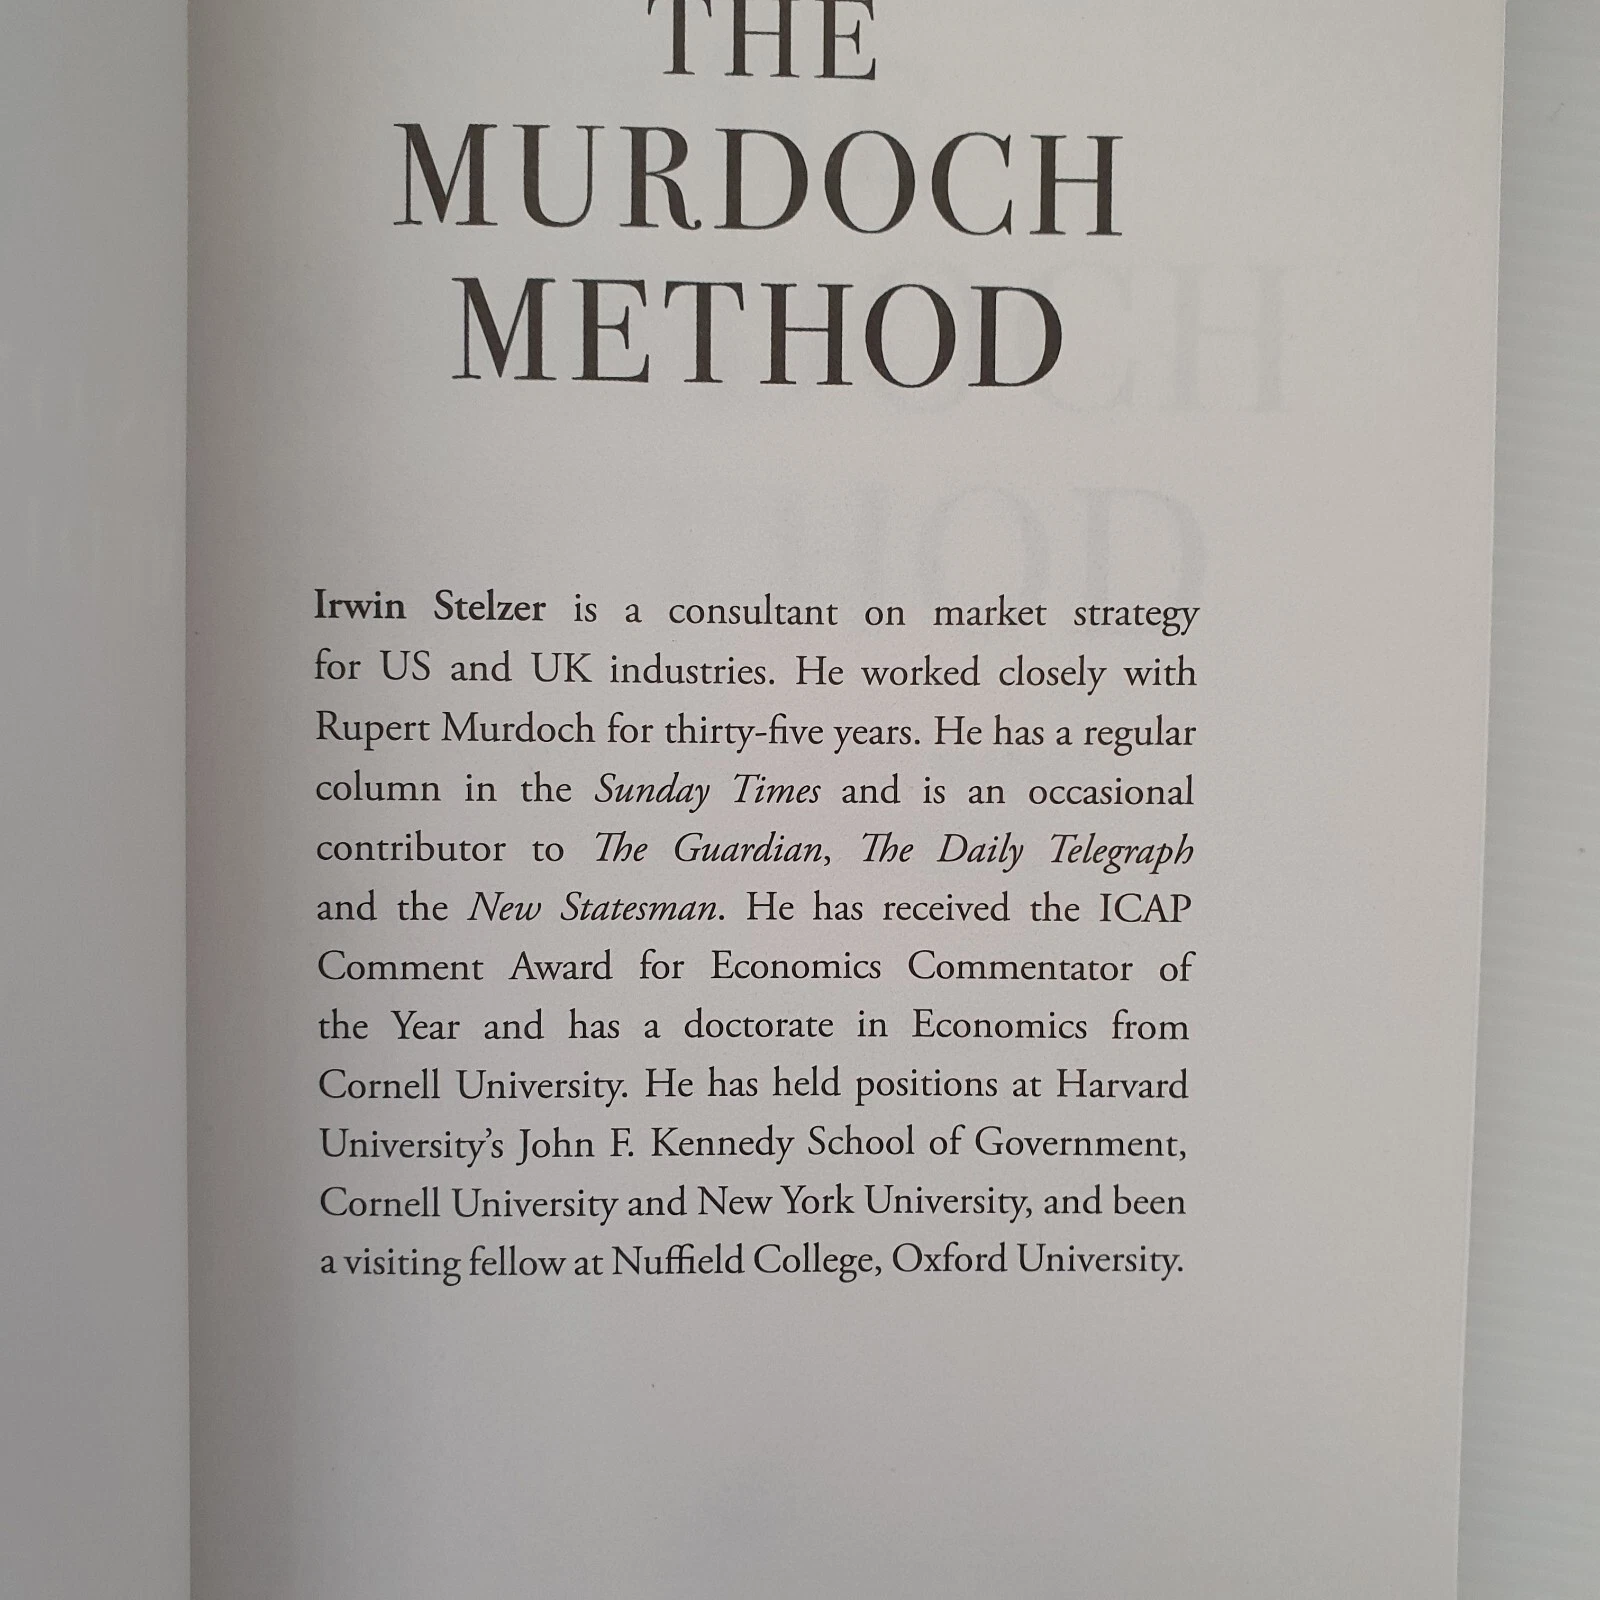 THE
MURDOCH
METHOD
Irwin Stelzer is a consultant on market strategy
for US and UK industries. He worked closely with
Rupert Murdoch for thirty-five years. He has a regular
column in the Sunday Times and is an occasional
contributor to The Guardian, The Daily Telegraph
and the New Statesman. He has received the ICAP
Comment Award for Economics Commentator of
the Year and has a doctorate in Economics from
Cornell University. He has held positions at Harvard
University's John F. Kennedy School of Government,
Cornell University and New York University, and been
a visiting fellow at Nuffield College, Oxford University.